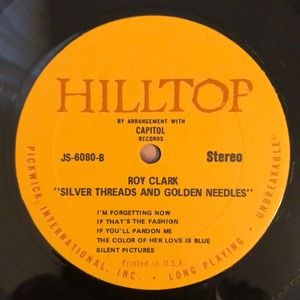 HILLTOP
BY ARRANGEMENT WITH
CAPITOL
RECORDS
JS-6080-B
Stereo
ROY CLARK
"SILVER THREADS AND GOLDEN NEEDLES"
I'M FORGETTING NOW
IF THAT'S THE FASHION
IF YOU'LL PARDON ME
THE COLOR OF HER LOVE IS BLUE
SILENT PICTURES
Printed in U.S.A.
PICKWICK INTERNATIONAL, INC. • LONG PLAYING • UNBREAKABLE